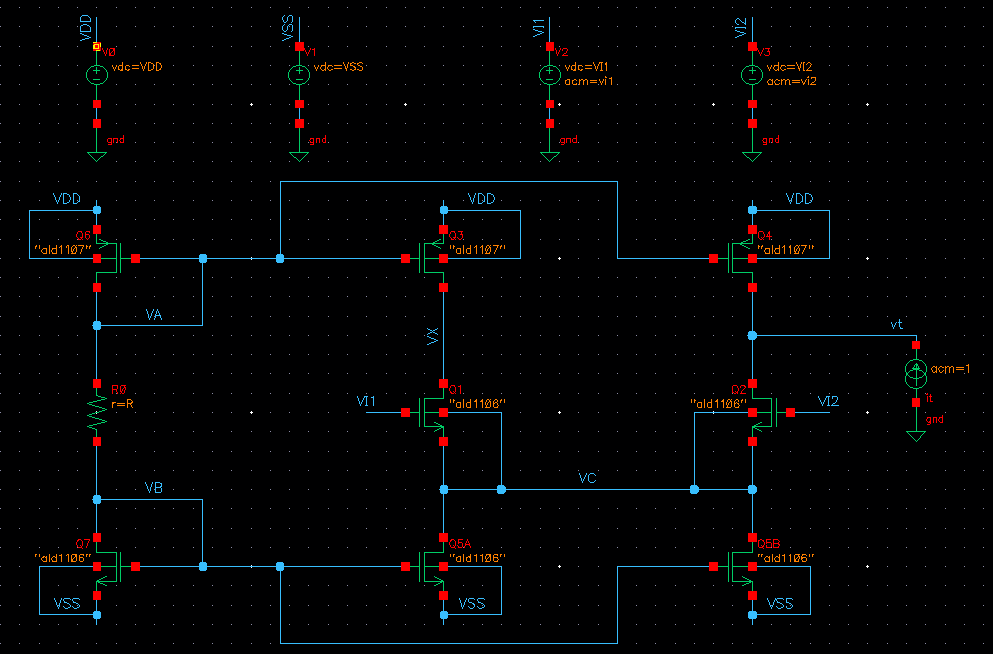 VDD
VSS
VI1
VI2
V0
V1
V2
V3
vdc=VDD
vdc=VSS
vdc=VI1
acm=vi1
vdc=VI2
acm=vi2
gnd
gnd
gnd
gnd
VDD
VDD
VDD
Q6
"ald1107"
Q3
"ald1107"
Q4
"ald1107"
VA
VX
vt
R0
r=R
VI1
Q1
"ald1106"
Q2
"ald1106"
VI2
acm=1
it
gnd
VB
VC
Q7
"ald1106"
Q5A
"ald1106"
Q5B
"ald1106"
VSS
VSS
VSS